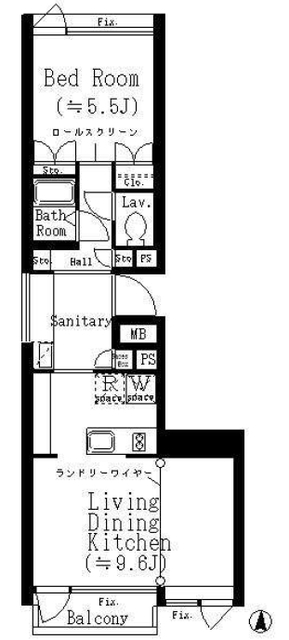 Fix.
Bed Room
(≒5.5J)
ロールスクリーン
Sto.
Clo.
Bath
Room
Lav.
Sto.
Hall
Sto
PS
Sanitary
MB
PS
R
space
W
space
ランドリーワイヤー
Living
Dining
Kitchen
(≒9.6J)
Fix.
Balcony
Fix.